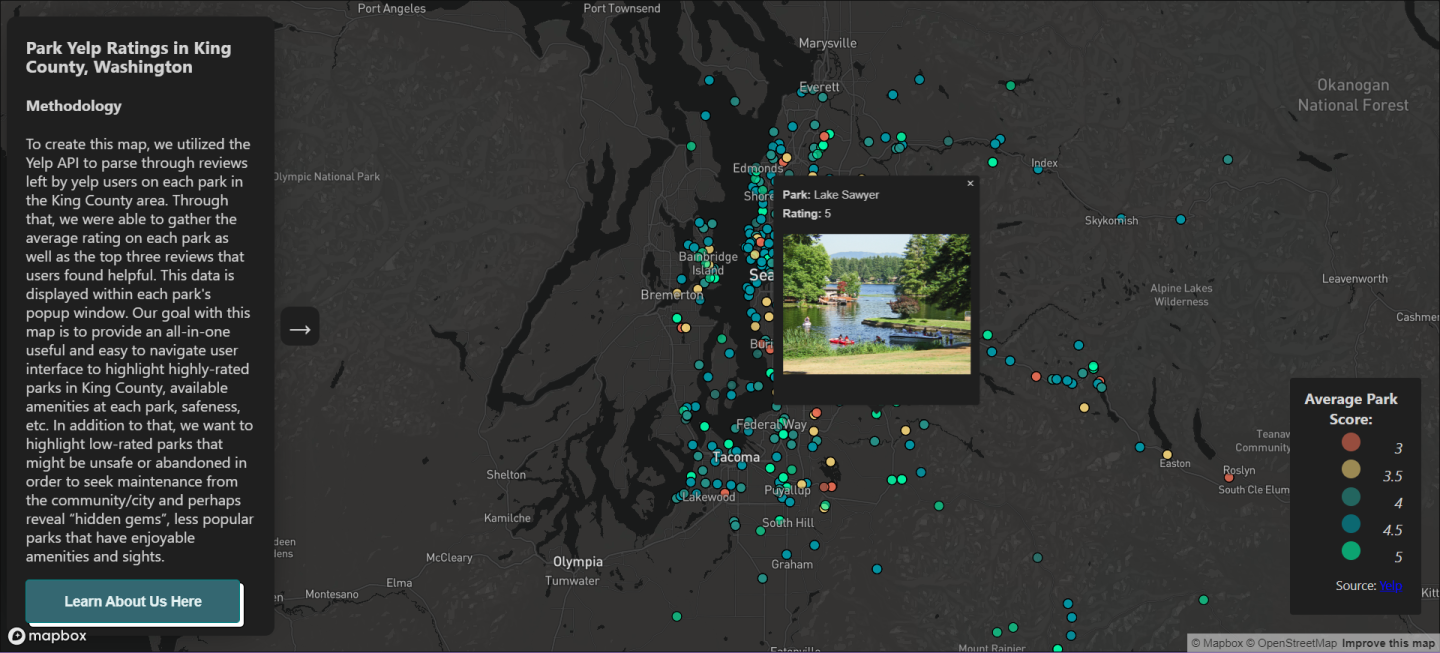 Park Yelp Ratings in King
County, Washington
Methodology
To create this map, we utilized the
Yelp API to parse through reviews
left by yelp users on each park in
the King County area. Through
that, we were able to gather the
average rating on each park as
well as the top three reviews that
users found helpful. This data is
displayed within each park's
popup window. Our goal with this
map is to provide an all-in-one
useful and easy to navigate user
interface to highlight highly-rated
parks in King County, available
amenities at each park, safeness,
etc. In addition to that, we want to
highlight low-rated parks that
might be unsafe or abandoned in
order to seek maintenance from
the community/city and perhaps
reveal “hidden gems”, less popular
parks that have enjoyable
amenities and sights.
Learn About Us Here
mapbox
→
Port Angeles
Port Townsend
Marysville
Everett
Okanogan
National Forest
Olympic National Park
Edmonds
Index
Shore
Skykomish
Bainbridge
Island
Sea
Bremerton
Leavenworth
Alpine Lakes
Wilderness
Cashmer
Buri
Federal Way
Tacoma
Teanaw
Community
Easton
Roslyn
South Cle Elum
Shelton
Lakewood
Puyallup
Kamilche
South Hill
deen
dens
McCleary
Olympia
Tumwater
Graham
Elma
Montesano
en
Kitt
Eatonville
Mount Rainier
×
Park: Lake Sawyer
Rating: 5
Average Park
Score:
3
3.5
4
4.5
5
Source: Yelp
© Mapbox © OpenStreetMap Improve this map